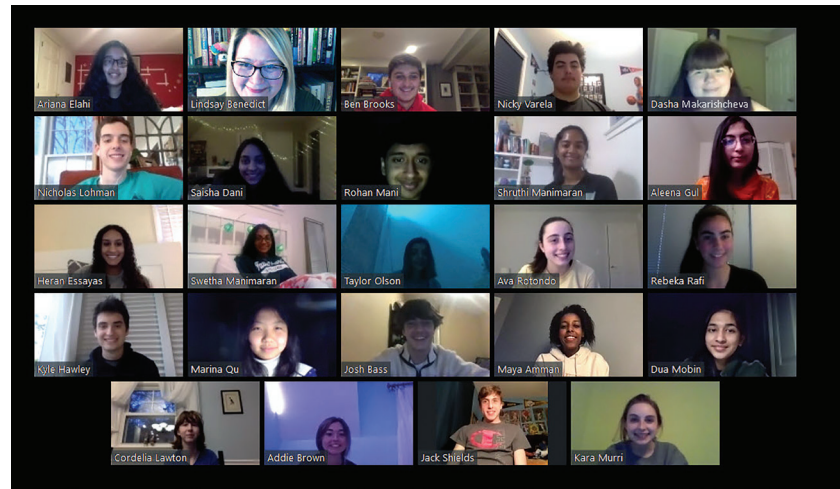 Ariana Elahi
Lindsay Benedict
Ben Brooks
Nicky Varela
Dasha Makarishcheva
Nicholas Lohman
Saisha Dani
Rohan Mani
Shruthi Manimaran
Aleena Gul
Heran Essayas
Swetha Manimaran
Taylor Olson
Ava Rotondo
Rebeka Rafi
Kyle Hawley
Marina Qu
Josh Bass
Maya Amman
Dua Mobin
Cordelia Lawton
Addie Brown
Jack Shields
Kara Murri